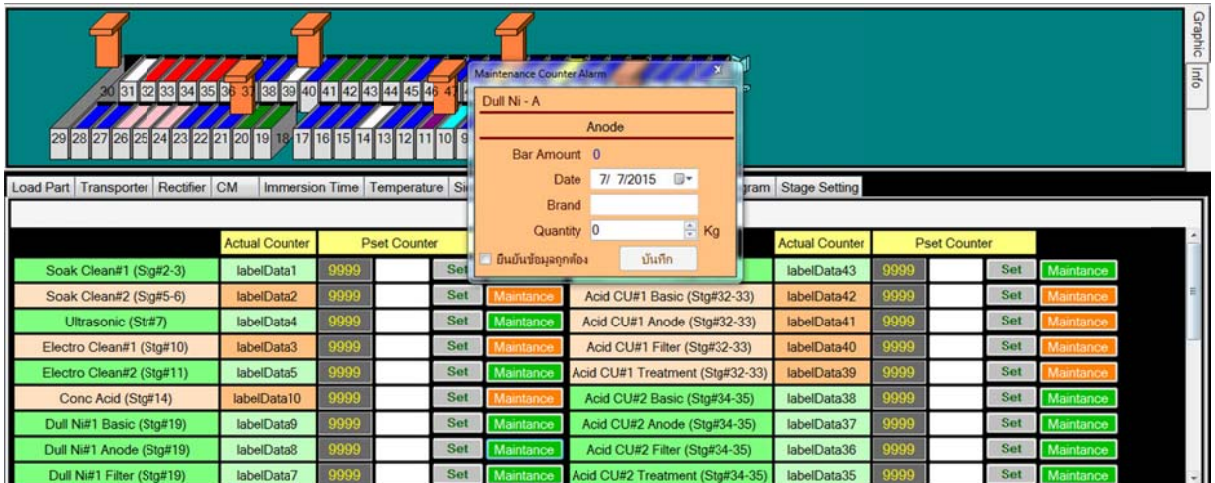 Graphic
Info
30 31 32 33 34 35 36 37 38 39 40 41 42 43 44 45 46 47
29 28 27 26 25 24 23 22 21 20 19 18 17 16 15 14 13 12 11 10 9
Maintenance Counter Alarm X
Dull Ni - A
Anode
Bar Amount 0
Date 7/ 7/2015
Brand
Quantity 0 Kg
ยืนยันข้อมูลถูกต้อง บันทึก
Load Part Transporter Rectifier CM Immersion Time Temperature Stage Setting
Actual Counter Pset Counter Actual Counter Pset Counter
Soak Clean#1 (Stg#2-3) labelData1 9999 Set labelData43 9999 Set Maintance
Soak Clean#2 (Stg#5-6) labelData2 9999 Set Maintance Acid CU#1 Basic (Stg#32-33) labelData42 9999 Set Maintance
Ultrasonic (Str#7) labelData4 9999 Set Maintance Acid CU#1 Anode (Stg#32-33) labelData41 9999 Set Maintance
Electro Clean#1 (Stg#10) labelData3 9999 Set Maintance Acid CU#1 Filter (Stg#32-33) labelData40 9999 Set Maintance
Electro Clean#2 (Stg#11) labelData5 9999 Set Maintance Acid CU#1 Treatment (Stg#32-33) labelData39 9999 Set Maintance
Conc Acid (Stg#14) labelData10 9999 Set Maintance Acid CU#2 Basic (Stg#34-35) labelData38 9999 Set Maintance
Dull Ni#1 Basic (Stg#19) labelData9 9999 Set Maintance Acid CU#2 Anode (Stg#34-35) labelData37 9999 Set Maintance
Dull Ni#1 Anode (Stg#19) labelData8 9999 Set Maintance Acid CU#2 Filter (Stg#34-35) labelData36 9999 Set Maintance
Dull Ni#1 Filter (Stg#19) labelData7 9999 Set Maintance Acid CU#2 Treatment (Stg#34-35) labelData35 9999 Set Maintance